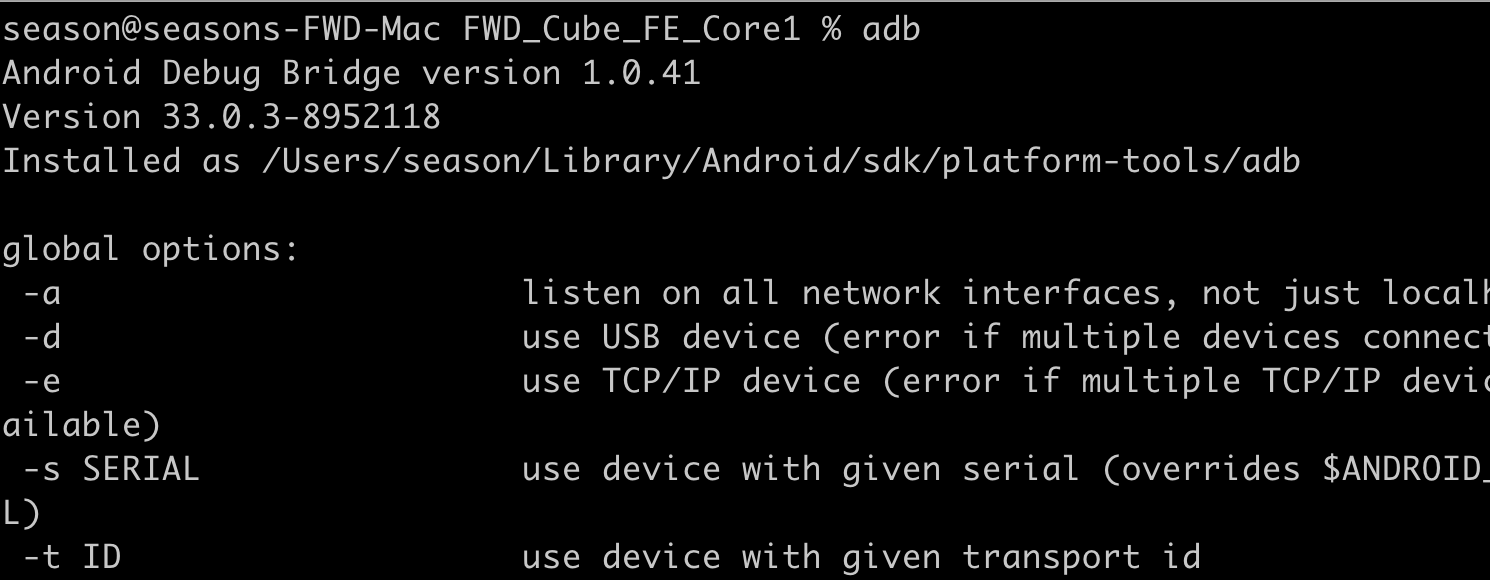 season@seasons-FWD-Mac FWD_Cube_FE_Core1 % adb
Android Debug Bridge version 1.0.41
Version 33.0.3-8952118
Installed as /Users/season/Library/Android/sdk/platform-tools/adb
global options:
-a listen on all network interfaces, not just localh
-d use USB device (error if multiple devices connect
-e use TCP/IP device (error if multiple TCP/IP devic
ailable)
-s SERIAL use device with given serial (overrides $ANDROID_
L)
-t ID use device with given transport id